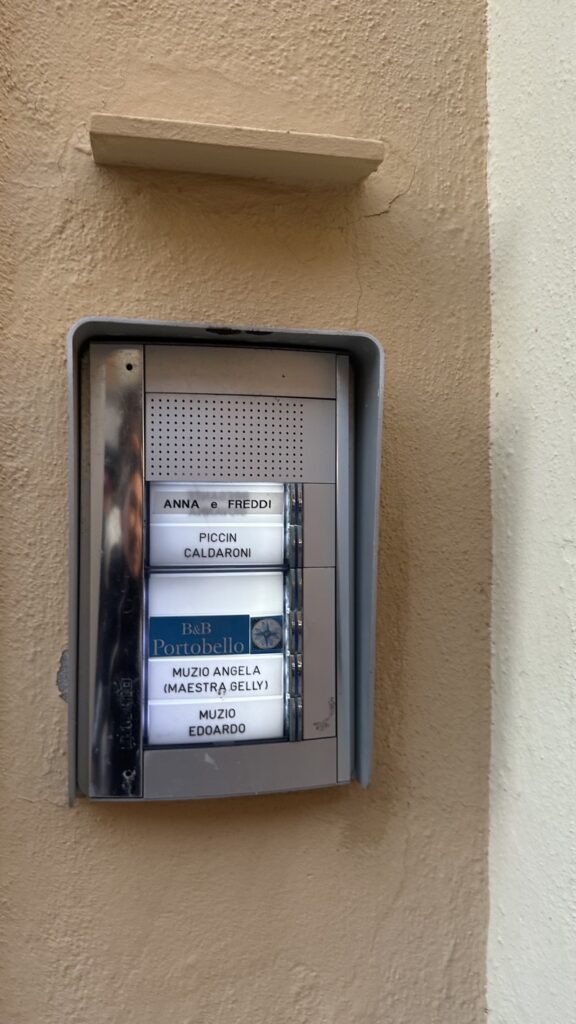 ANNA e FREDDI
PICCIN
CALDARONI
B&B
Portobello
MUZIO ANGELA
(MAESTRA GELLY)
MUZIO
EDOARDO